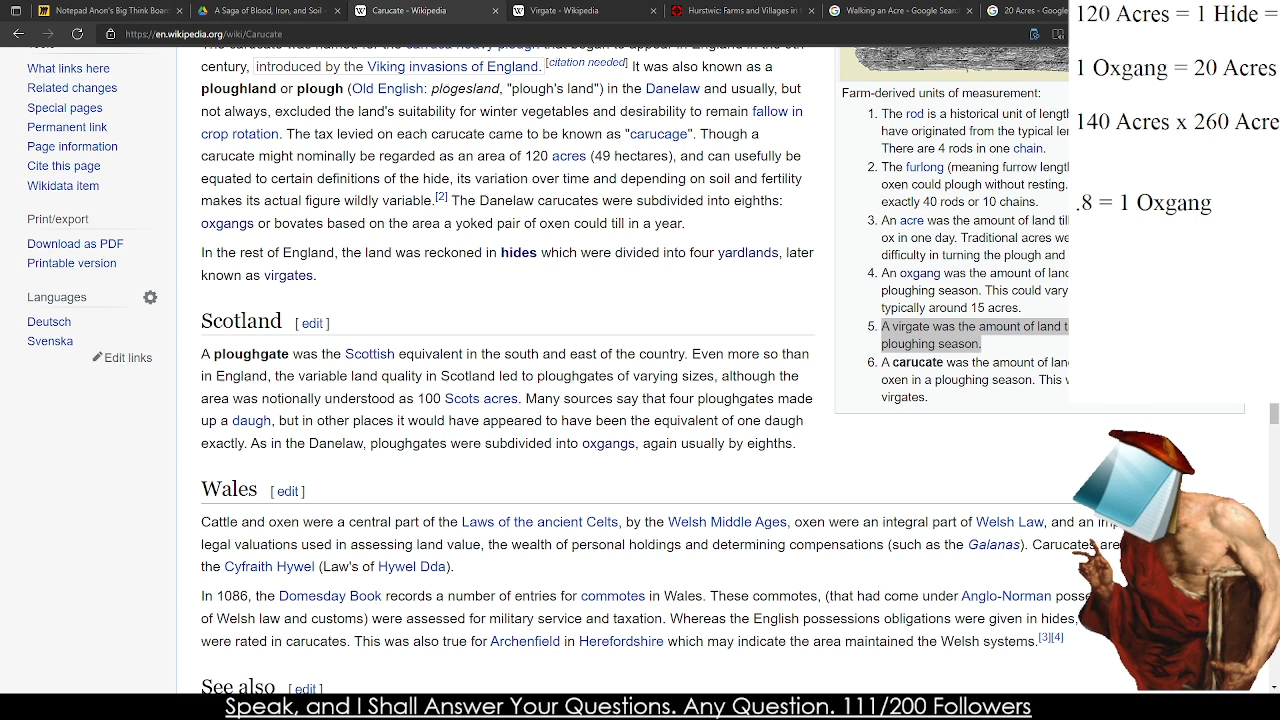 Notepad Anon's Big Think Board
A Saga of Blood, Iron, and Soil
Carucate - Wikipedia
Virgate - Wikipedia
Hurstwic: Farms and Villages in
Walking an Acre - Google Search
20 Acres - Google
https://en.wikipedia.org/wiki/Carucate
120 Acres = 1 Hide =
1 Oxgang = 20 Acres
140 Acres x 260 Acre
.8 = 1 Oxgang
What links here
Related changes
Special pages
Permanent link
Page information
Cite this page
Wikidata item
Print/export
Download as PDF
Printable version
Languages
Deutsch
Svenska
Edit links
century, introduced by the Viking invasions of England. [citation needed] It was also known as a
ploughland or plough (Old English: plogesland, "plough's land") in the Danelaw and usually, but
not always, excluded the land's suitability for winter vegetables and desirability to remain fallow in
crop rotation. The tax levied on each carucate came to be known as "carucage". Though a
carucate might nominally be regarded as an area of 120 acres (49 hectares), and can usefully be
equated to certain definitions of the hide, its variation over time and depending on soil and fertility
makes its actual figure wildly variable.[2] The Danelaw carucates were subdivided into eighths:
oxgangs or bovates based on the area a yoked pair of oxen could till in a year.
In the rest of England, the land was reckoned in hides which were divided into four yardlands, later
known as virgates.
Scotland [ edit ]
A ploughgate was the Scottish equivalent in the south and east of the country. Even more so than
in England, the variable land quality in Scotland led to ploughgates of varying sizes, although the
area was notionally understood as 100 Scots acres. Many sources say that four ploughgates made
up a daugh, but in other places it would have appeared to have been the equivalent of one daugh
exactly. As in the Danelaw, ploughgates were subdivided into oxgangs, again usually by eighths.
Wales [ edit ]
Cattle and oxen were a central part of the Laws of the ancient Celts, by the Welsh Middle Ages, oxen were an integral part of Welsh Law, and an
legal valuations used in assessing land value, the wealth of personal holdings and determining compensations (such as the Galanas). Carucates are
the Cyfraith Hywel (Law's of Hywel Dda).
In 1086, the Domesday Book records a number of entries for commotes in Wales. These commotes, (that had come under Anglo-Norman
of Welsh law and customs) were assessed for military service and taxation. Whereas the English possessions obligations were given in hides,
were rated in carucates. This was also true for Archenfield in Herefordshire which may indicate the area maintained the Welsh systems.[3][4]
See also [ edit ]
Farm-derived units of measurement:
1. The rod is a historical unit of lengt
have originated from the typical le
There are 4 rods in one chain.
2. The furlong (meaning furrow lengt
oxen could plough without resting.
exactly 40 rods or 10 chains.
3. An acre was the amount of land till
ox in one day. Traditional acres we
difficulty in turning the plough and
4. An oxgang was the amount of lanc
ploughing season. This could vary
typically around 15 acres.
5. A virgate was the amount of land t
ploughing season.
6. A carucate was the amount of lan
oxen in a ploughing season. This
virgates.
Speak, and I Shall Answer Your Questions. Any Question. 111/200 Followers